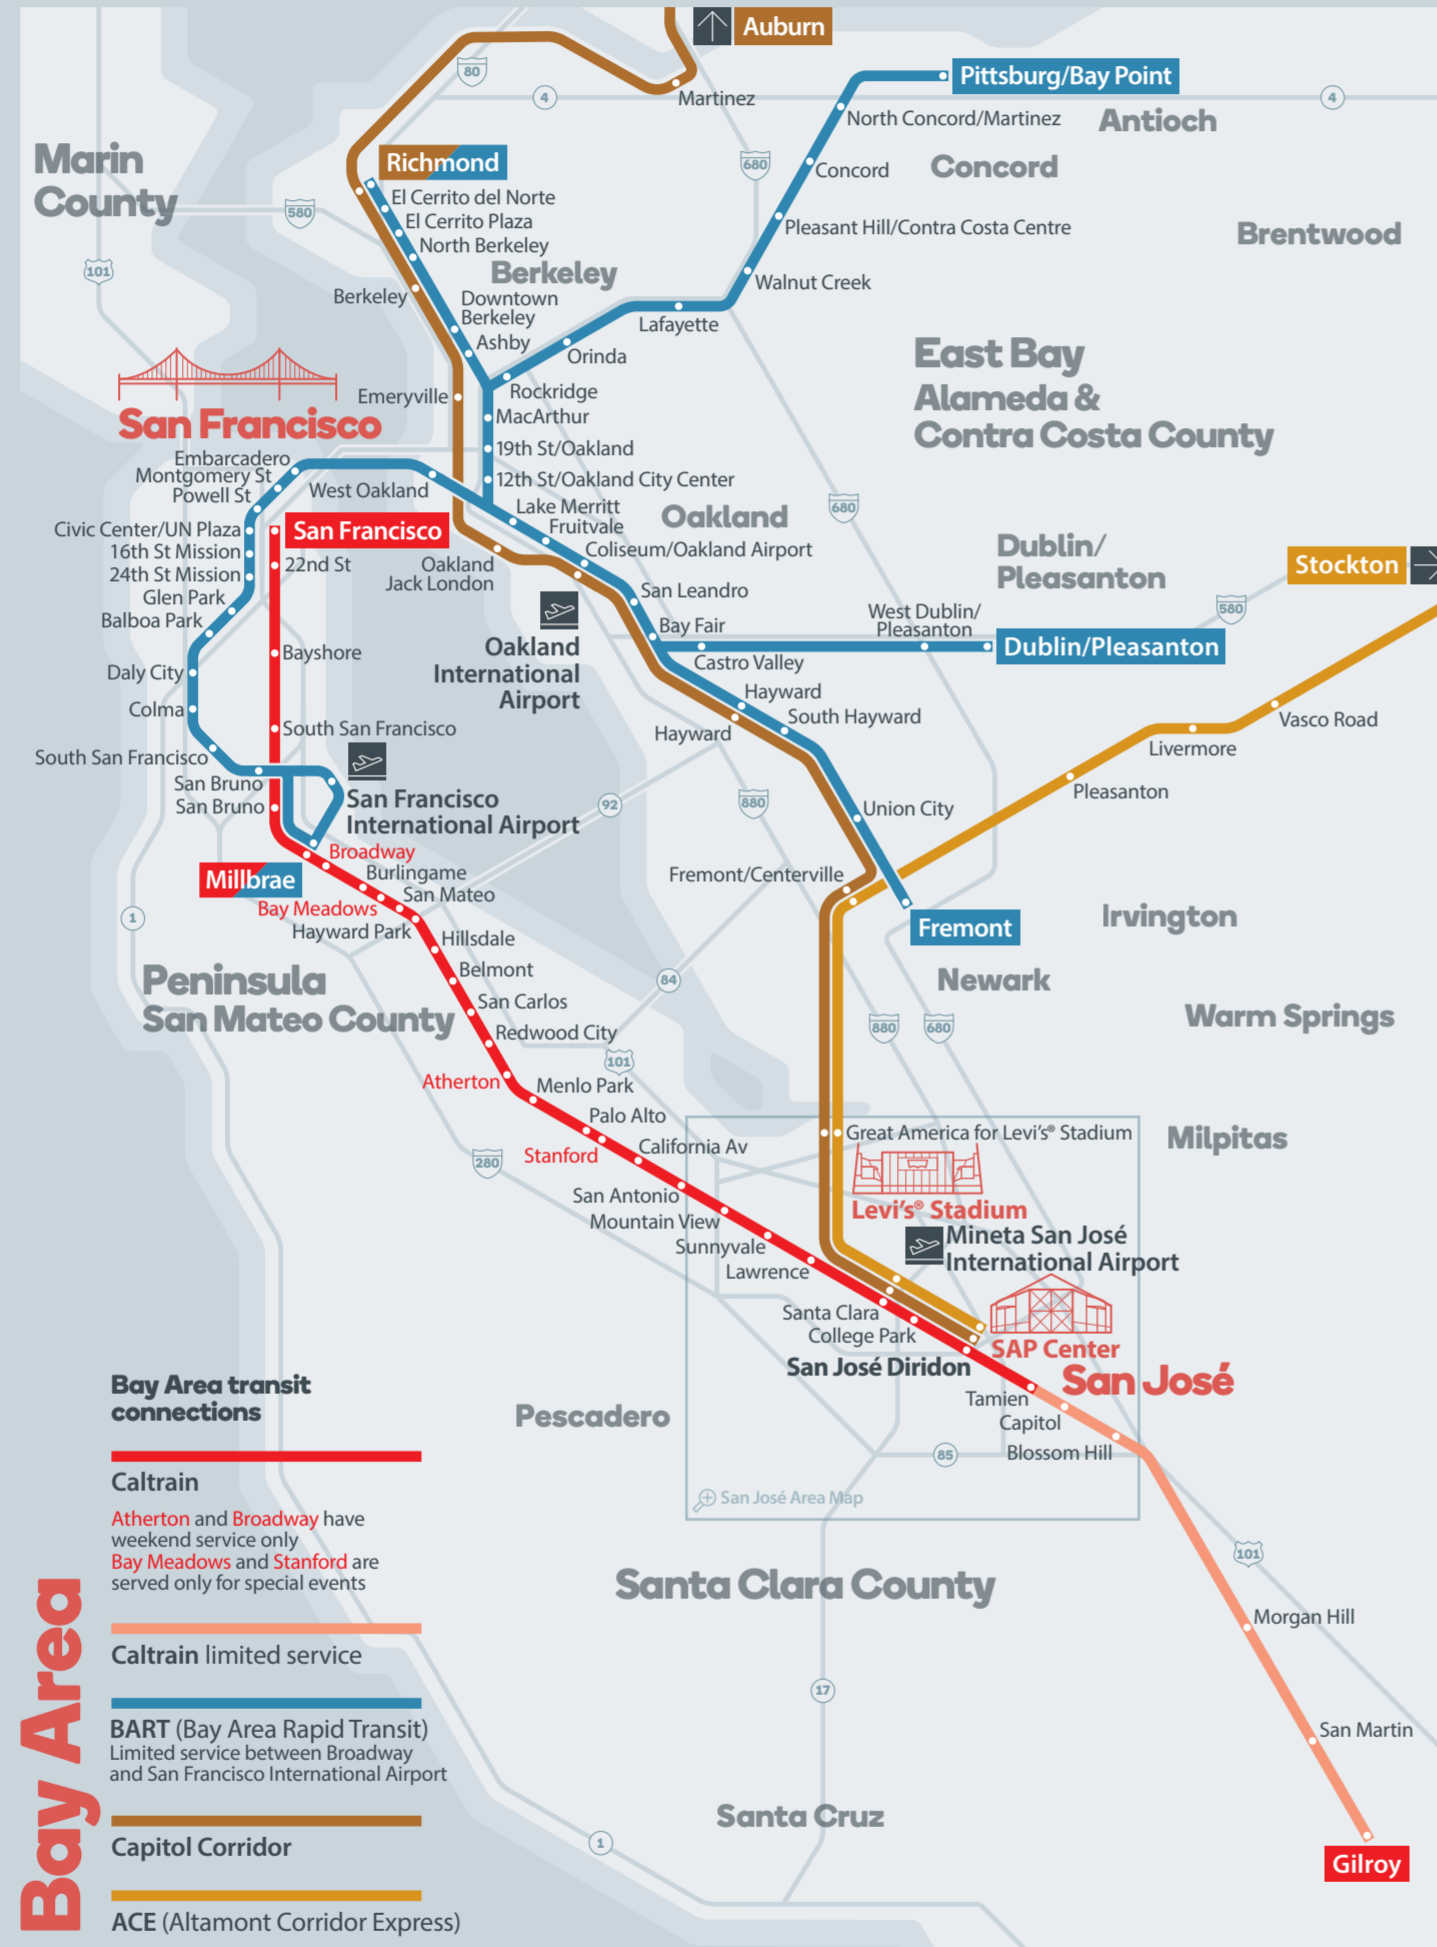 Auburn
80
4
Martinez
Pittsburg/Bay Point
4
North Concord/Martinez
Antioch
Marin
County
Richmond
680
Concord
Concord
El Cerrito del Norte
580
El Cerrito Plaza
Pleasant Hill/Contra Costa Centre
Brentwood
North Berkeley
101
Berkeley
Walnut Creek
Berkeley
Downtown
Berkeley
Lafayette
Ashby
Orinda
East Bay
Alameda &
Contra Costa County
Rockridge
Emeryville
MacArthur
San Francisco
19th St/Oakland
Embarcadero
Montgomery St
Powell St
West Oakland
12th St/Oakland City Center
Lake Merritt
680
Oakland
Fruitvale
Civic Center/UN Plaza
San Francisco
16th St Mission
22nd St
24th St Mission
Oakland
Jack London
Coliseum/Oakland Airport
Dublin/
Pleasanton
Stockton
Glen Park
Balboa Park
San Leandro
580
West Dublin/
Pleasanton
Bay Fair
Oakland
International
Airport
Dublin/Pleasanton
Bayshore
Castro Valley
Daly City
Hayward
Colma
South Hayward
Vasco Road
South San Francisco
Hayward
Livermore
South San Francisco
San Bruno
San Bruno
San Francisco
International Airport
92
880
Union City
Pleasanton
Broadway
Millbrae
Burlingame
Fremont/Centerville
San Mateo
Bay Meadows
1
Hayward Park
Hillsdale
Fremont
Irvington
Belmont
Peninsula
San Mateo County
84
Newark
San Carlos
Redwood City
880
680
Warm Springs
101
Atherton
Menlo Park
Palo Alto
Great America for Levi's® Stadium
Milpitas
California Av
280
Stanford
San Antonio
Levi's® Stadium
Mountain View
Mineta San José
International Airport
Sunnyvale
Lawrence
Santa Clara
College Park
SAP Center
San José Diridon
San José
Tamien
Capitol
Blossom Hill
85
Pescadero
San José Area Map
Bay Area transit
connections
Caltrain
Atherton and Broadway have
weekend service only
Bay Meadows and Stanford are
served only for special events
101
Santa Clara County
Morgan Hill
Caltrain limited service
17
BART (Bay Area Rapid Transit)
Limited service between Broadway
and San Francisco International Airport
San Martin
Santa Cruz
1
Capitol Corridor
Gilroy
ACE (Altamont Corridor Express)
Bay Area